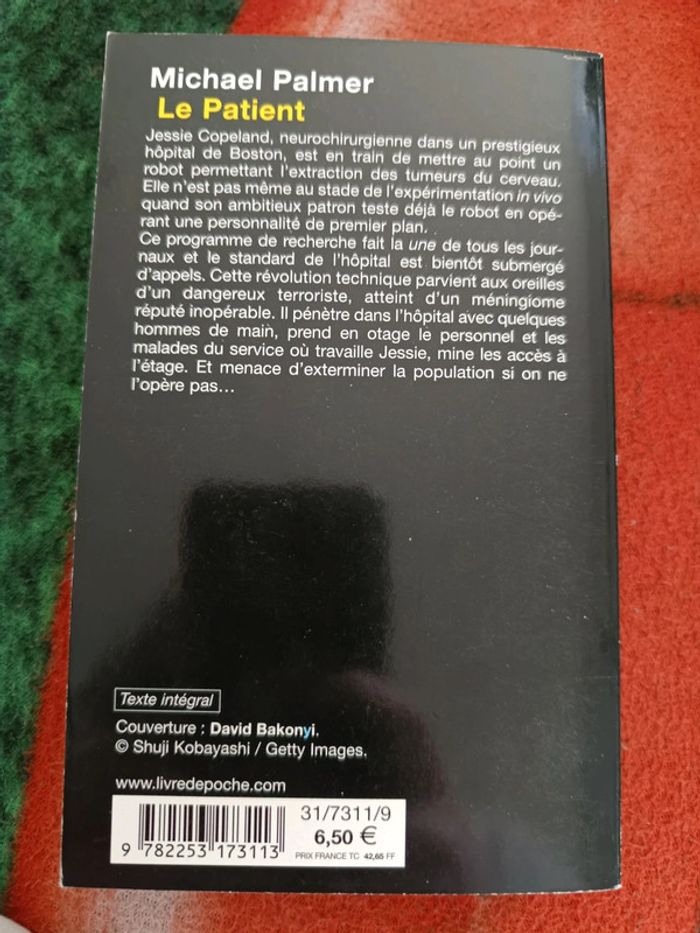 Michael Palmer
Le Patient
Jessie Copeland, neurochirurgienne dans un prestigieux
hôpital de Boston, est en train de mettre au point un
robot permettant l'extraction des tumeurs du cerveau.
Elle n'est pas même au stade de l'expérimentation in vivo
quand son ambitieux patron teste déjà le robot en opé-
rant une personnalité de premier plan.
Ce programme de recherche fait la une de tous les jour-
naux et le standard de l'hôpital est bientôt submergé
d'appels. Cette révolution technique parvient aux oreilles
d'un dangereux terroriste, atteint d'un méningiome
réputé inopérable. Il pénètre dans l'hôpital avec quelques
hommes de main, prend en otage le personnel et les
malades du service où travaille Jessie, mine les accès à
l'étage. Et menace d'exterminer la population si on ne
l'opère pas…
Texte intégral
Couverture : David Bakonyi.
© Shuji Kobayashi / Getty Images.
www.livredepoche.com
31/7311/9
6,50 €
PRIX FRANCE TC 42,65 FF
9 782253 173113